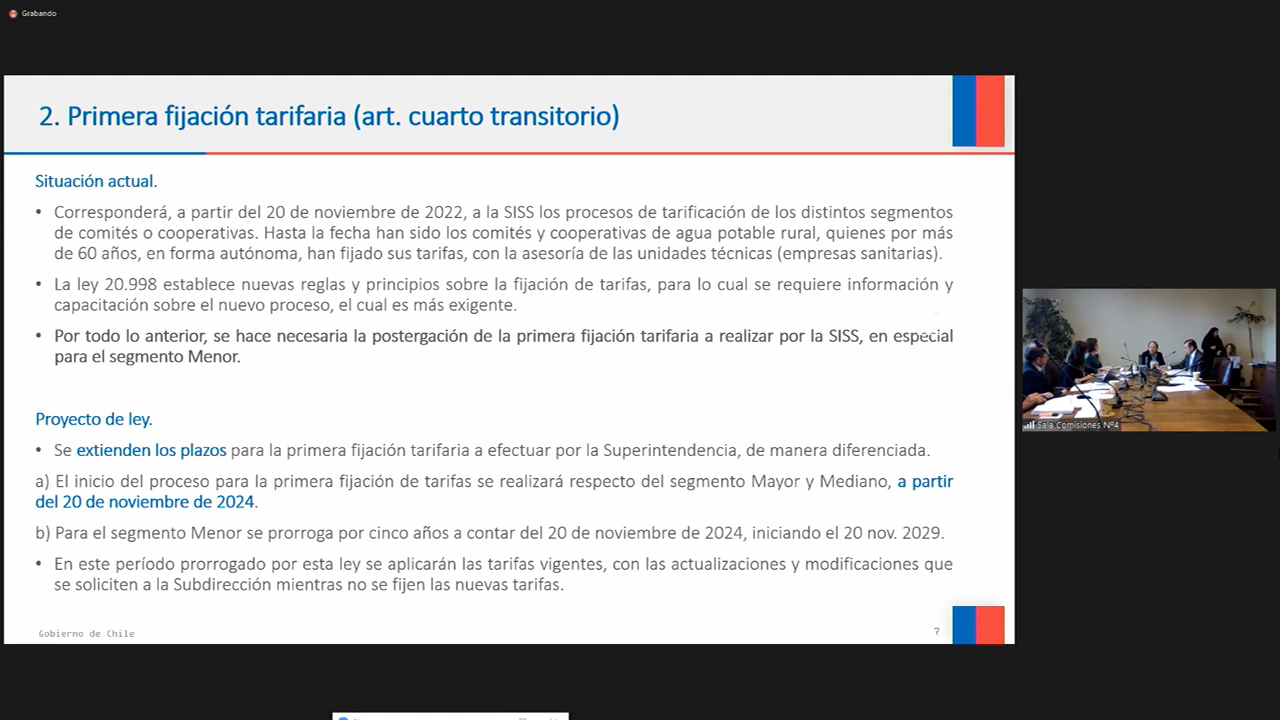 Grabando
2. Primera fijación tarifaria (art. cuarto transitorio)
Situación actual.
• Corresponderá, a partir del 20 de noviembre de 2022, a la SISS los procesos de tarificación de los distintos segmentos
de comités o cooperativas. Hasta la fecha han sido los comités y cooperativas de agua potable rural, quienes por más
de 60 años, en forma autónoma, han fijado sus tarifas, con la asesoría de las unidades técnicas (empresas sanitarias).
• La ley 20.998 establece nuevas reglas y principios sobre la fijación de tarifas, para lo cual se requiere información y
capacitación sobre el nuevo proceso, el cual es más exigente.
• Por todo lo anterior, se hace necesaria la postergación de la primera fijación tarifaria a realizar por la SISS, en especial
para el segmento Menor.
Proyecto de ley.
• Se extienden los plazos para la primera fijación tarifaria a efectuar por la Superintendencia, de manera diferenciada.
a) El inicio del proceso para la primera fijación de tarifas se realizará respecto del segmento Mayor y Mediano, a partir
del 20 de noviembre de 2024.
b) Para el segmento Menor se prorroga por cinco años a contar del 20 de noviembre de 2024, iniciando el 20 nov. 2029.
• En este período prorrogado por esta ley se aplicarán las tarifas vigentes, con las actualizaciones y modificaciones que
se soliciten a la Subdirección mientras no se fijen las nuevas tarifas.
Gobierno de Chile
7
Sala Comisiones Nº4